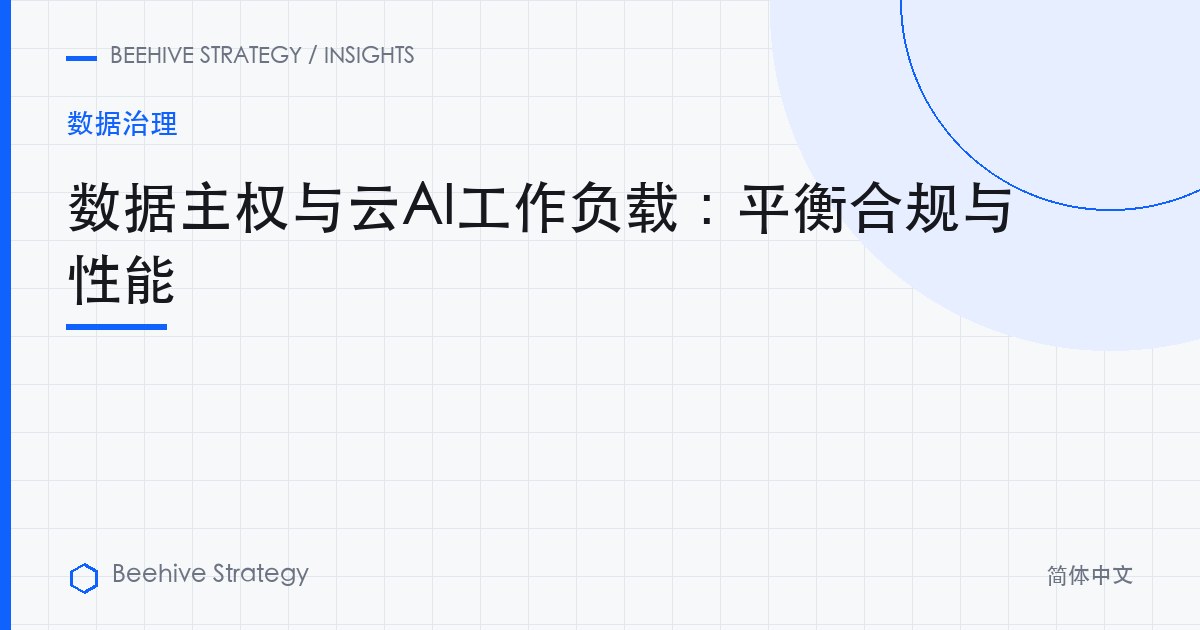 BEEHIVE STRATEGY / INSIGHTS
数据治理
数据主权与云AI工作负载：平衡合规与
性能
Beehive Strategy
简体中文